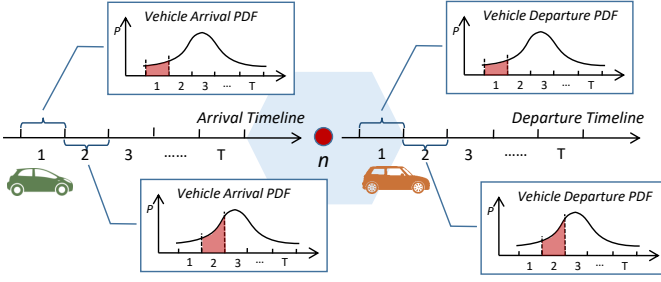 Vehicle Arrival PDF
P
1 2 3 ... T
Vehicle Departure PDF
P
1 2 3 ... T
Arrival Timeline
1 2 3 ...... T
n
Departure Timeline
1 2 3 ...... T
Vehicle Arrival PDF
P
1 2 3 ... T
Vehicle Departure PDF
P
1 2 3 ... T